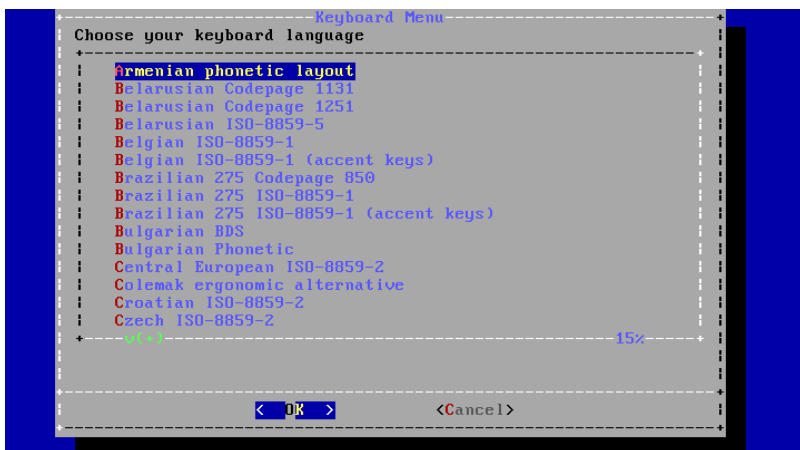 Keyboard Menu
Choose your keyboard language
Armenian phonetic layout
Belarusian Codepage 1131
Belarusian Codepage 1251
Belarusian ISO-8859-5
Belgian ISO-8859-1
Belgian ISO-8859-1 (accent keys)
Brazilian 275 Codepage 850
Brazilian 275 ISO-8859-1
Brazilian 275 ISO-8859-1 (accent keys)
Bulgarian BDS
Bulgarian Phonetic
Central European ISO-8859-2
Colemak ergonomic alternative
Croatian ISO-8859-2
Czech ISO-8859-2
v(+) 15%
< OK > <Cancel>